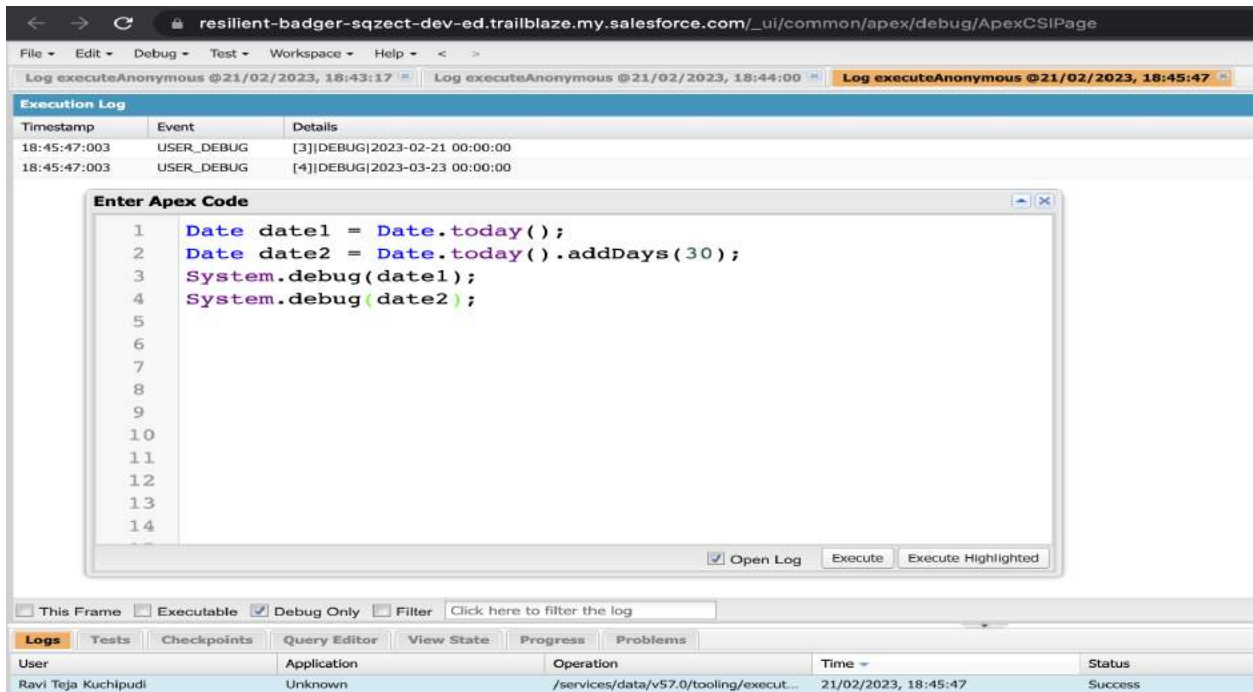 resilient-badger-sqzect-dev-ed.trailblaze.my.salesforce.com/_ui/common/apex/debug/ApexCSIPage
File Edit Debug Test Workspace Help < >
Log executeAnonymous @21/02/2023, 18:43:17 Log executeAnonymous @21/02/2023, 18:44:00 Log executeAnonymous @21/02/2023, 18:45:47
Execution Log
Timestamp Event Details
18:45:47:003 USER_DEBUG [3]|DEBUG|2023-02-21 00:00:00
18:45:47:003 USER_DEBUG [4]|DEBUG|2023-03-23 00:00:00
Enter Apex Code
1 Date date1 = Date.today();
2 Date date2 = Date.today().addDays(30);
3 System.debug(date1);
4 System.debug(date2);
5
6
7
8
9
10
11
12
13
14
Open Log Execute Execute Highlighted
This Frame Executable Debug Only Filter Click here to filter the log
Logs Tests Checkpoints Query Editor View State Progress Problems
User Application Operation Time Status
Ravi Teja Kuchipudi Unknown /services/data/v57.0/tooling/execut... 21/02/2023, 18:45:47 Success